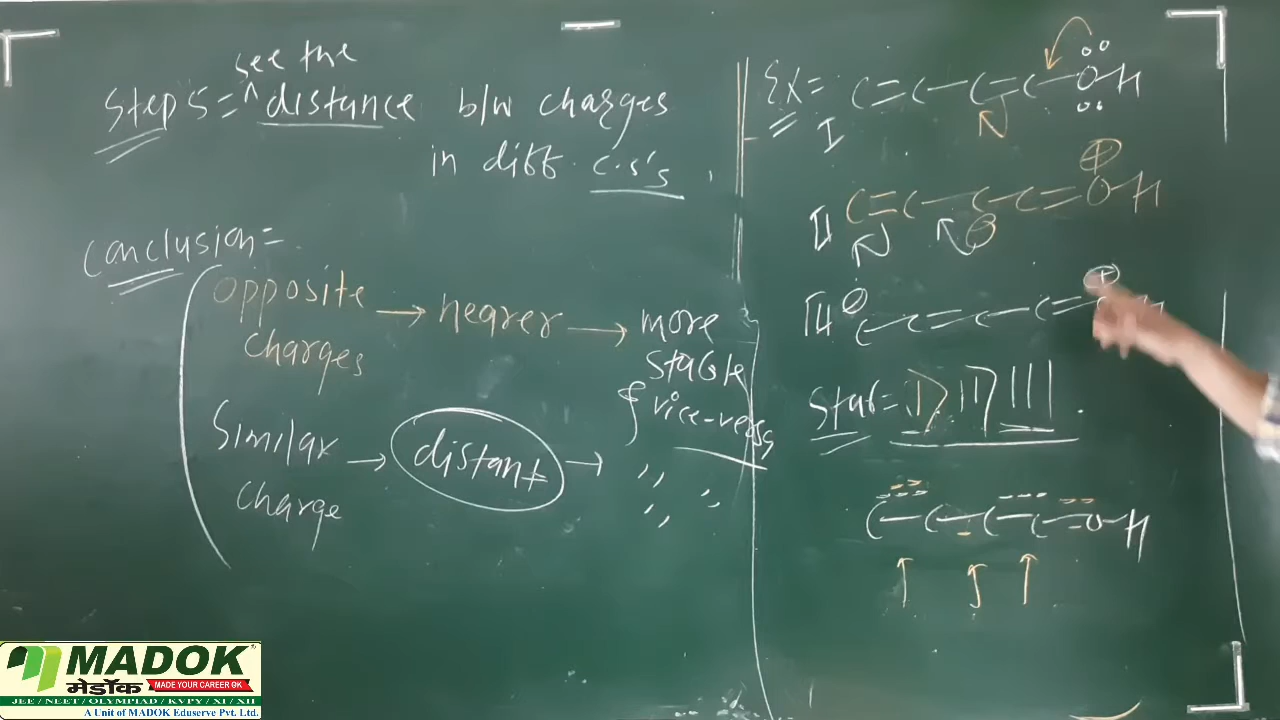 see the
Step 5 = ^ distance b/w charges
in diff. C.S's.
Conclusion =
opposite charges → nearer → more stable
{ vice-versa,
Similar charge → distant → ,, ,,
,,
Ex = C=C-C=C-O-H
I
⊕
II C=C-C-C=O-H
⊖
⊖ ⊕
III C-C=C-C=
Stab = I > II > III.
C-C-C-C-O-H
MADOK
मेडॉक MADE YOUR CAREER OK
JEE / NEET / OLYMPIAD / KVPY / XI / XII
A Unit of MADOK Eduserve Pvt. Ltd.